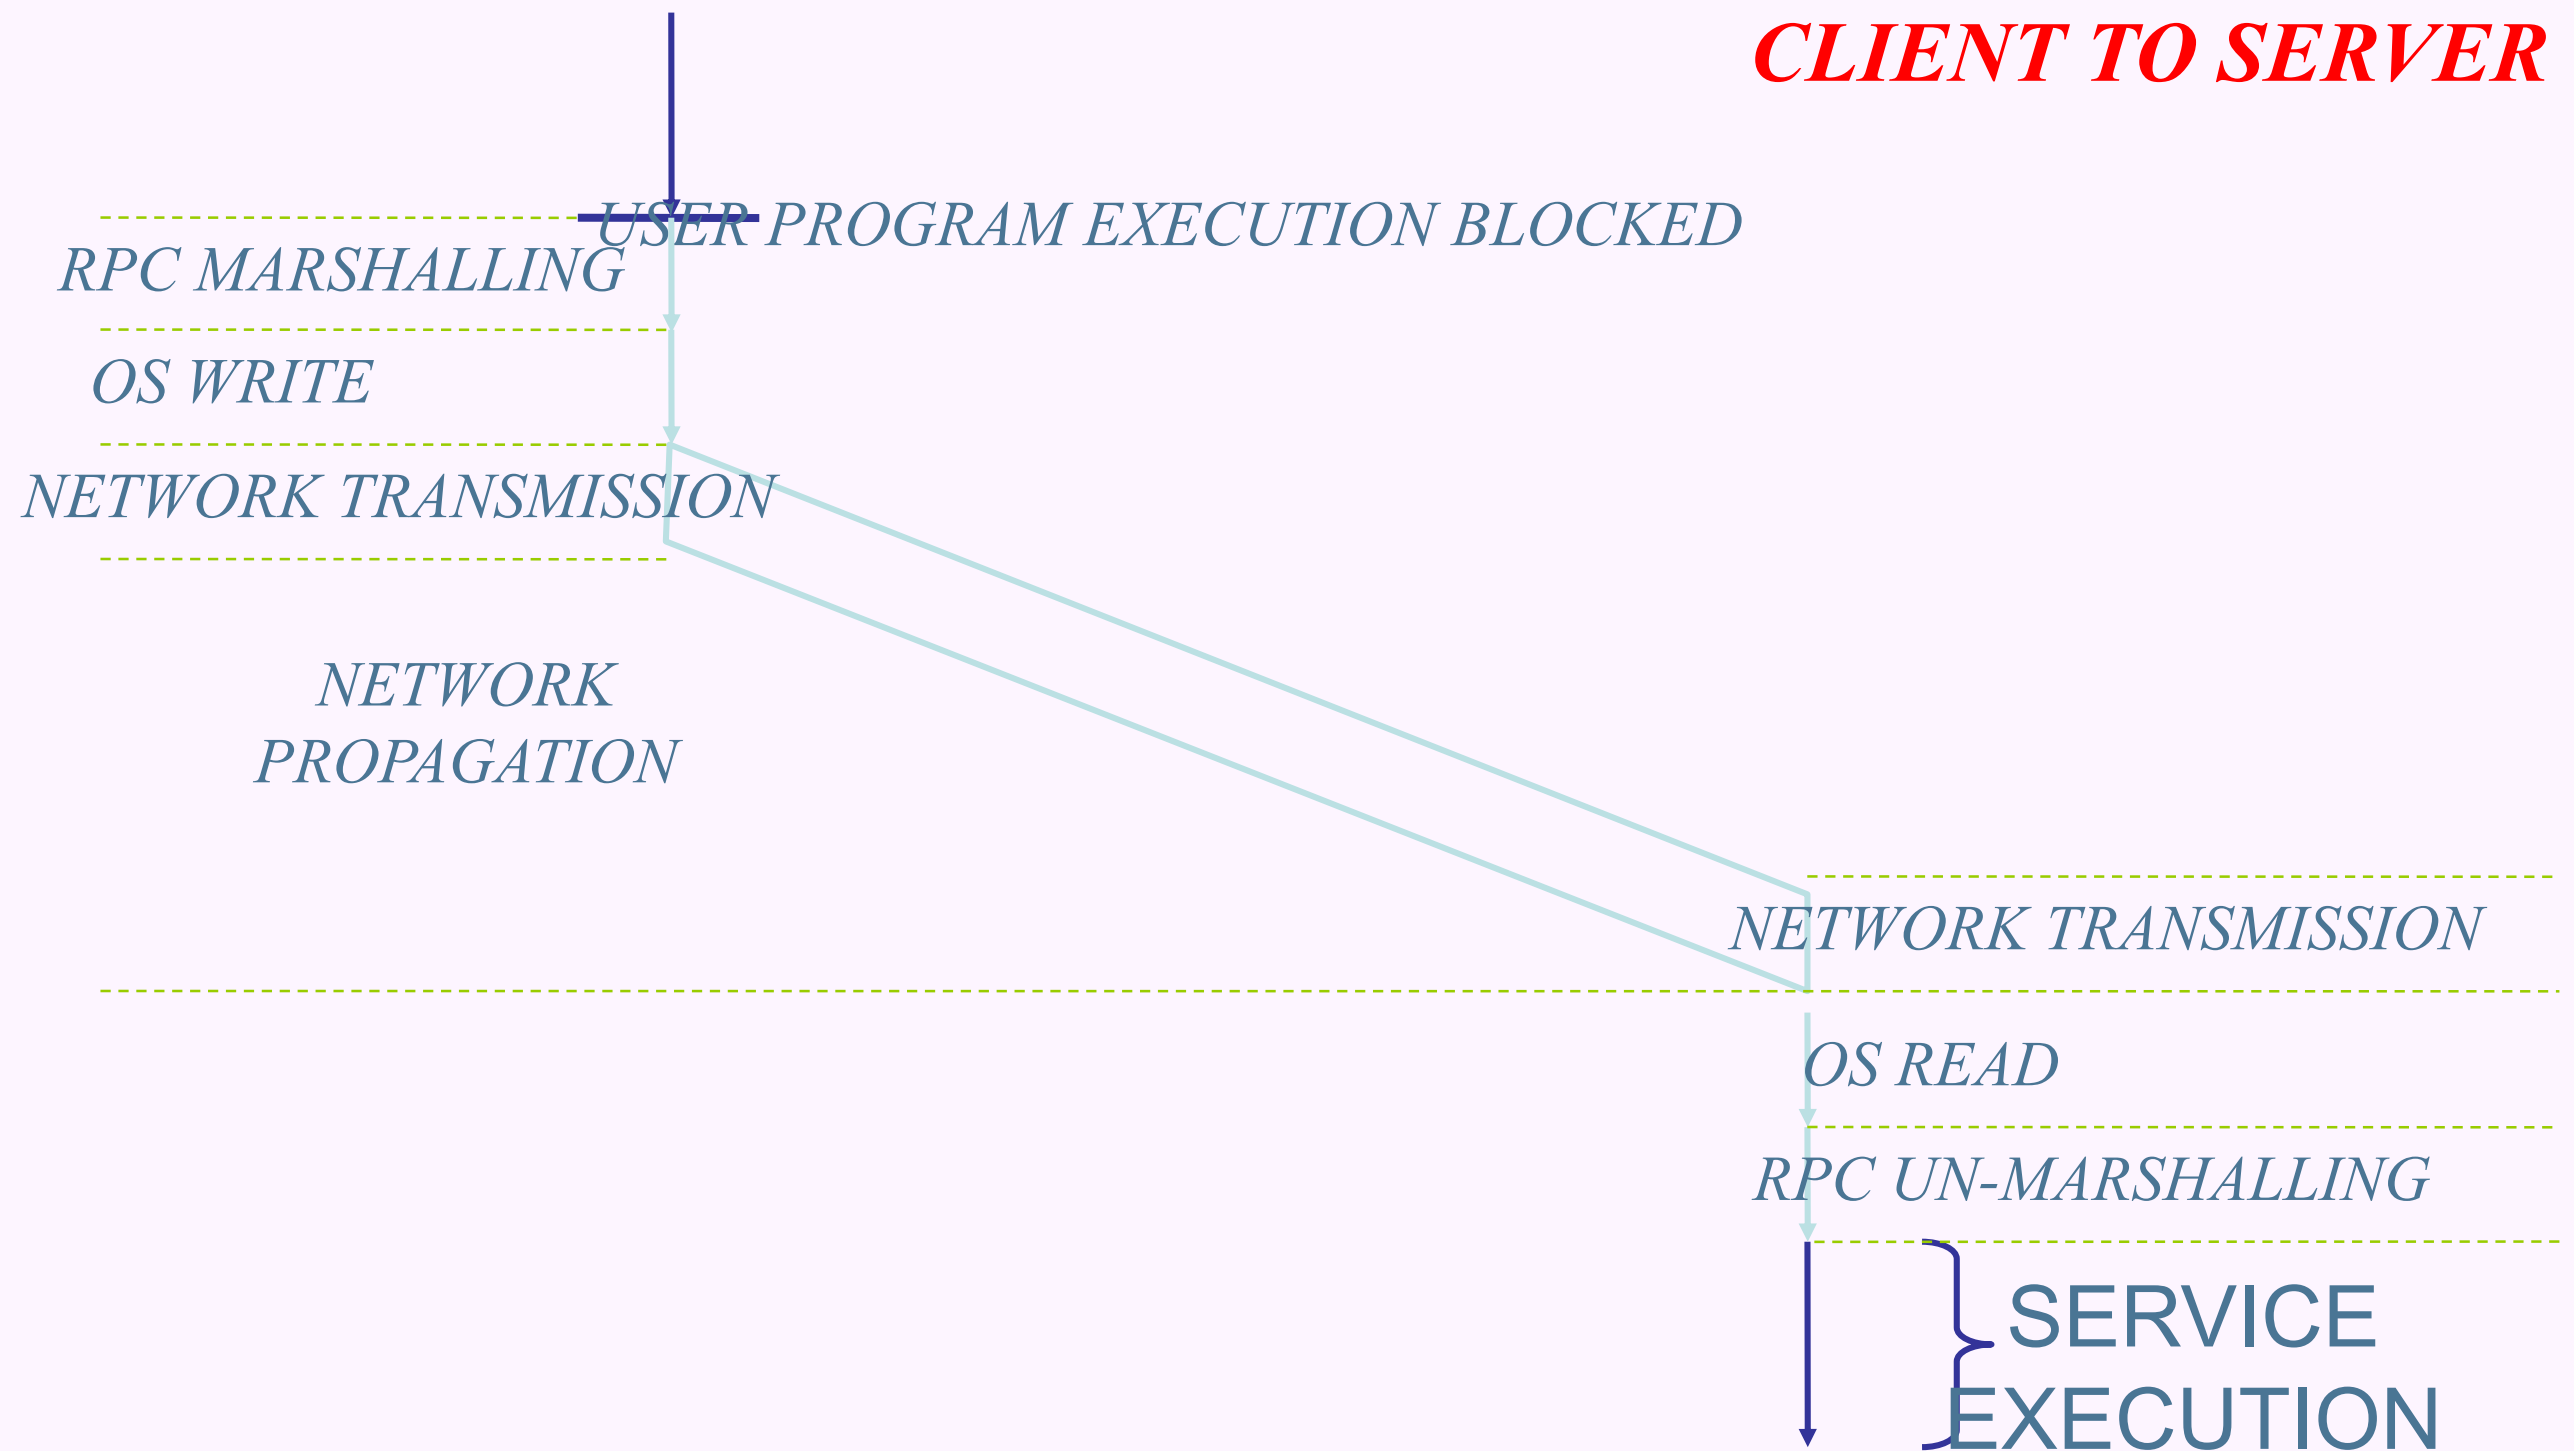 CLIENT TO SERVER
USER PROGRAM EXECUTION BLOCKED
RPC MARSHALLING
OS WRITE
NETWORK TRANSMISSION
NETWORK
PROPAGATION
NETWORK TRANSMISSION
OS READ
RPC UN-MARSHALLING
SERVICE
EXECUTION